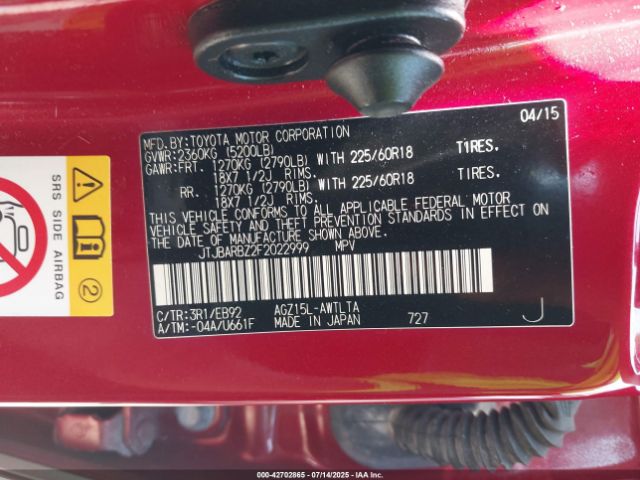 04/15
MFD.BY:TOYOTA MOTOR CORPORATION
GVWR:2360KG (5200LB)
GAWR:FRT. 1270KG (2790LB) WITH 225/60R18 TIRES.
18X7 1/2J RIMS.
RR. 1270KG (2790LB) WITH 225/60R18 TIRES.
18X7 1/2J RIMS.
THIS VEHICLE CONFORMS TO ALL APPLICABLE FEDERAL MOTOR
VEHICLE SAFETY AND THEFT PREVENTION STANDARDS IN EFFECT ON
THE DATE OF MANUFACTURE SHOWN ABOVE.
JTJBARBZ2F2022999 MPV
C/TR:3R1/EB92 AGZ15L-AWTLTA
A/TM:-04A/U661F MADE IN JAPAN 727 J
SRS SIDE AIRBAG
2
000-42702865 - 07/14/2025 - IAAI.COM